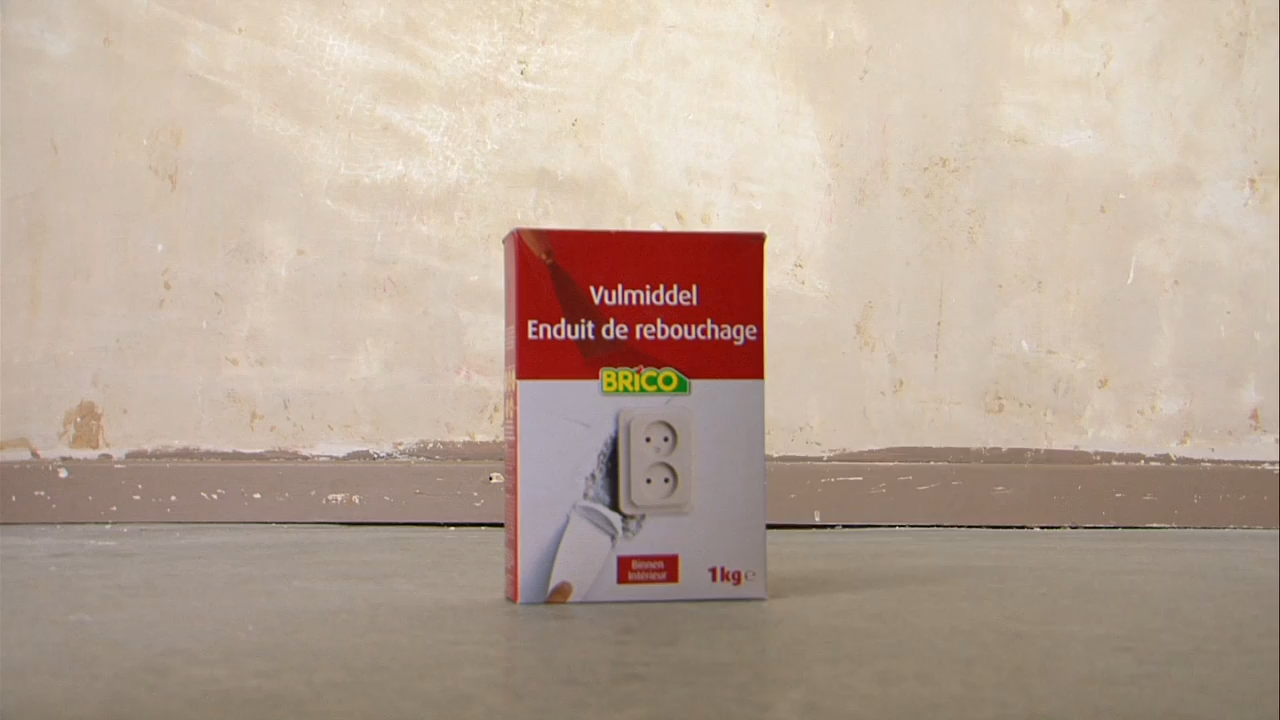 Vulmiddel
Enduit de rebouchage
BRICO
Binnen
Intérieur
1kg e